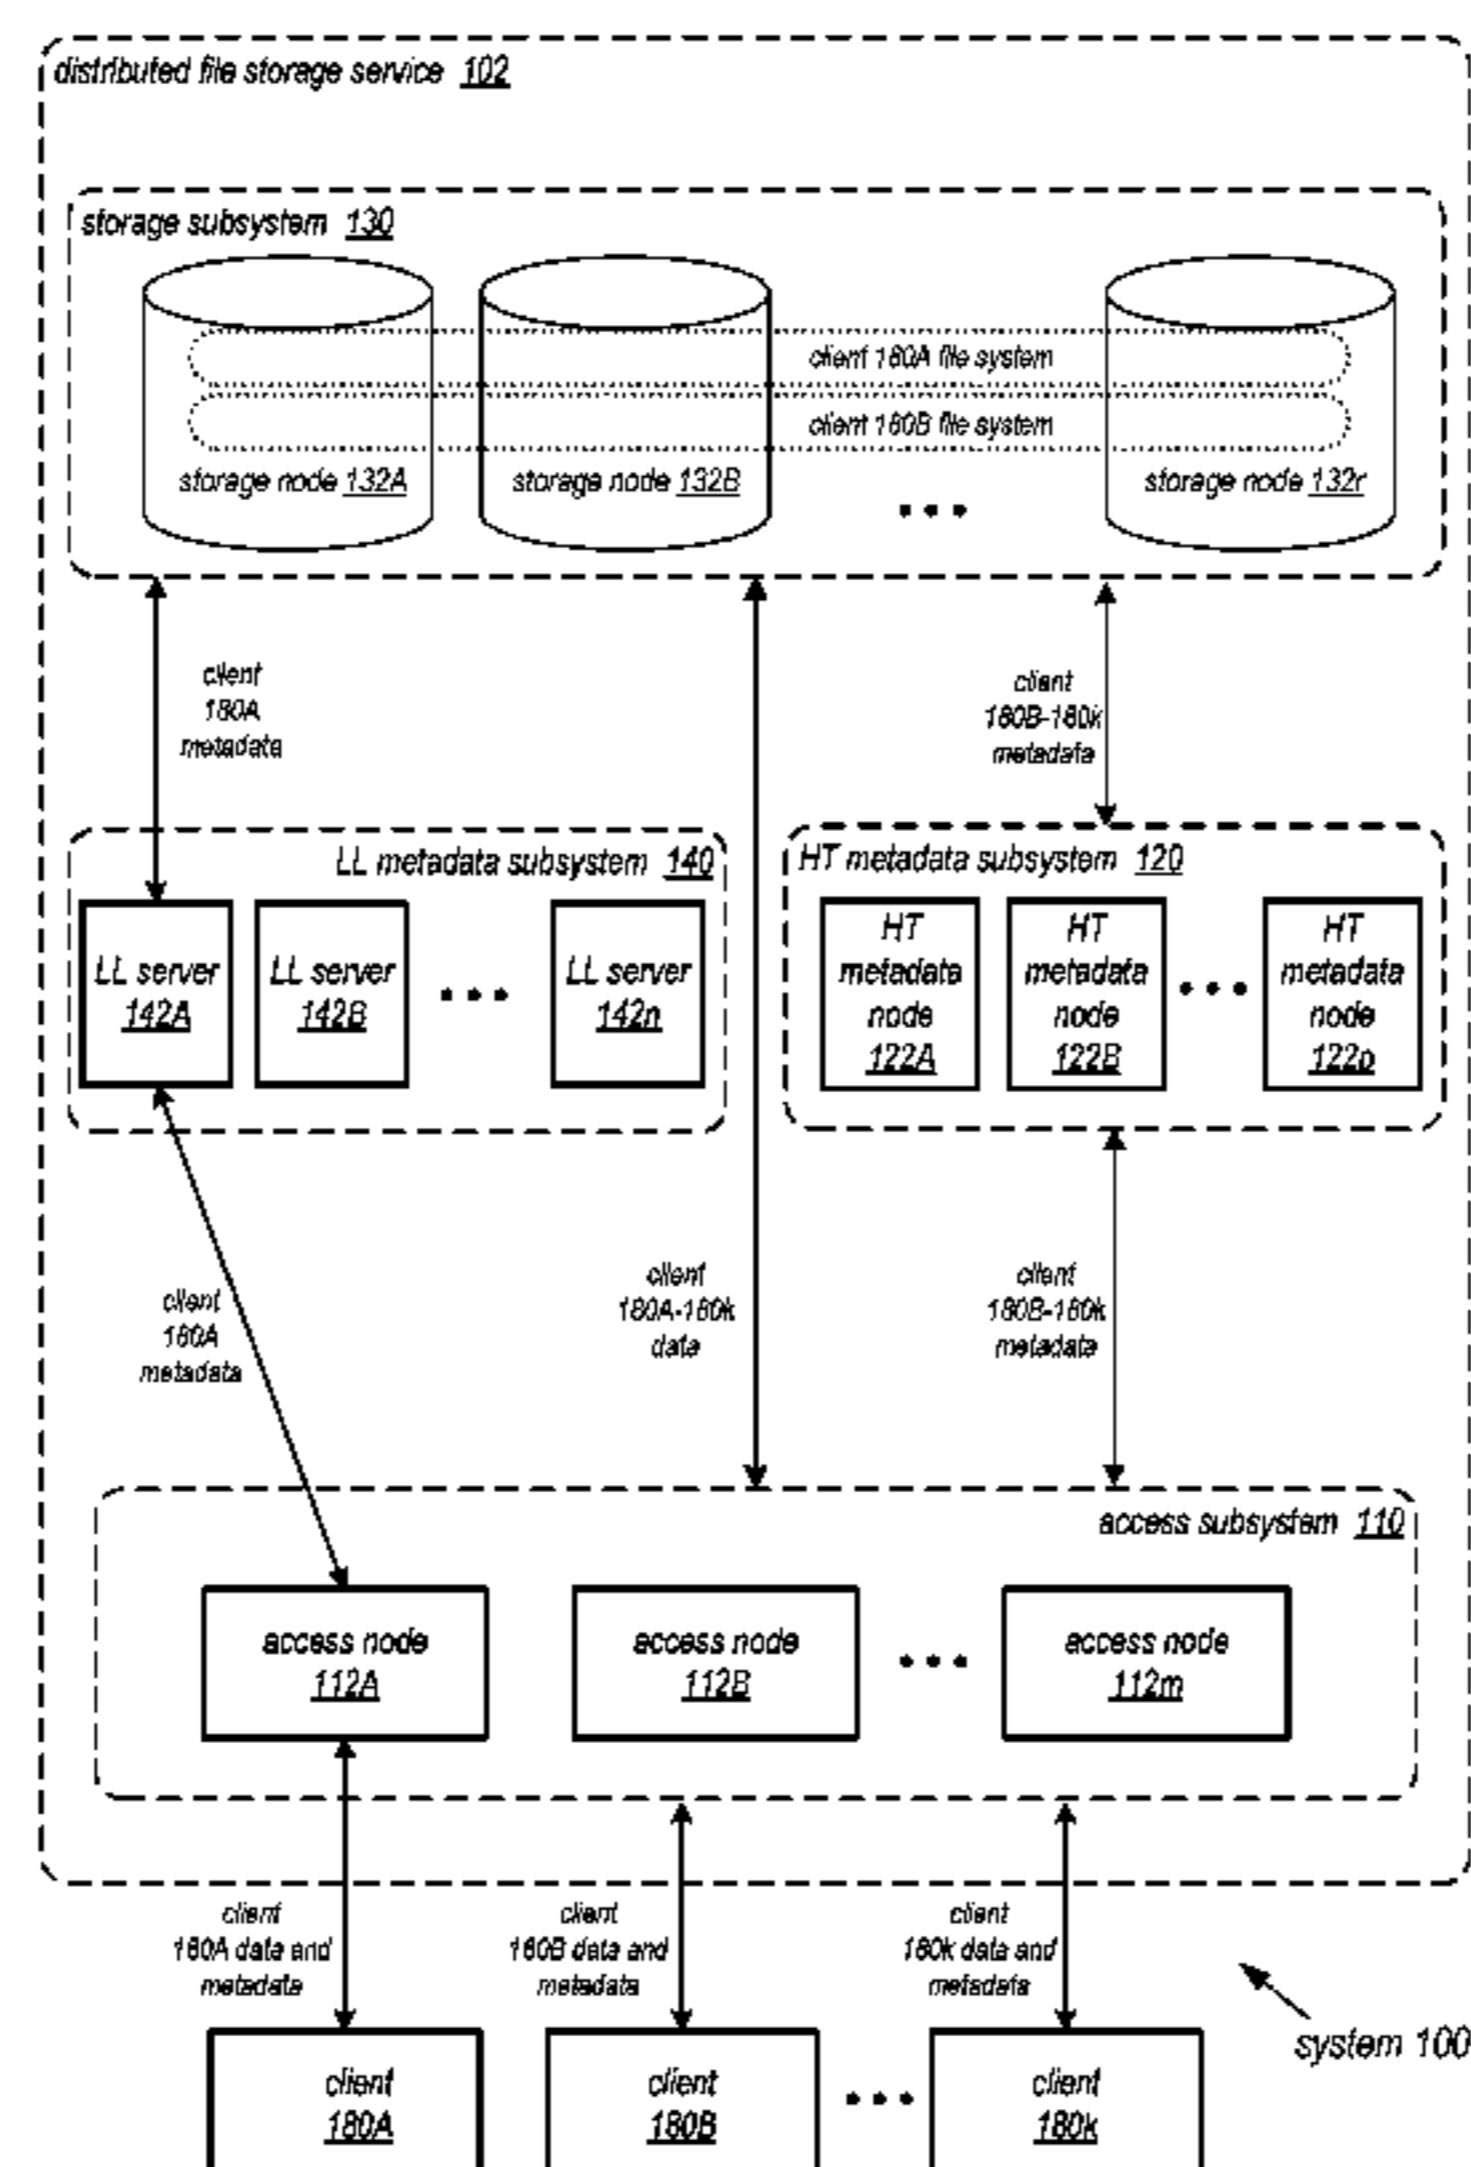 distributed file storage service 102
storage subsystem 130
client 180A file system
client 180B file system
storage node 132A
storage node 132B
storage node 132r
client
180A
metadata
client
180B-180k
metadata
LL metadata subsystem 140
HT metadata subsystem 120
LL server
142A
LL server
142B
LL server
142n
HT
metadata
node
122A
HT
metadata
node
122B
HT
metadata
node
122p
client
180A
metadata
client
180A-180k
data
client
180B-180k
metadata
access subsystem 110
access node
112A
access node
112B
access node
112m
client
180A data and
metadata
client
180B data and
metadata
client
180k data and
metadata
system 100
client
180A
client
180B
client
180k